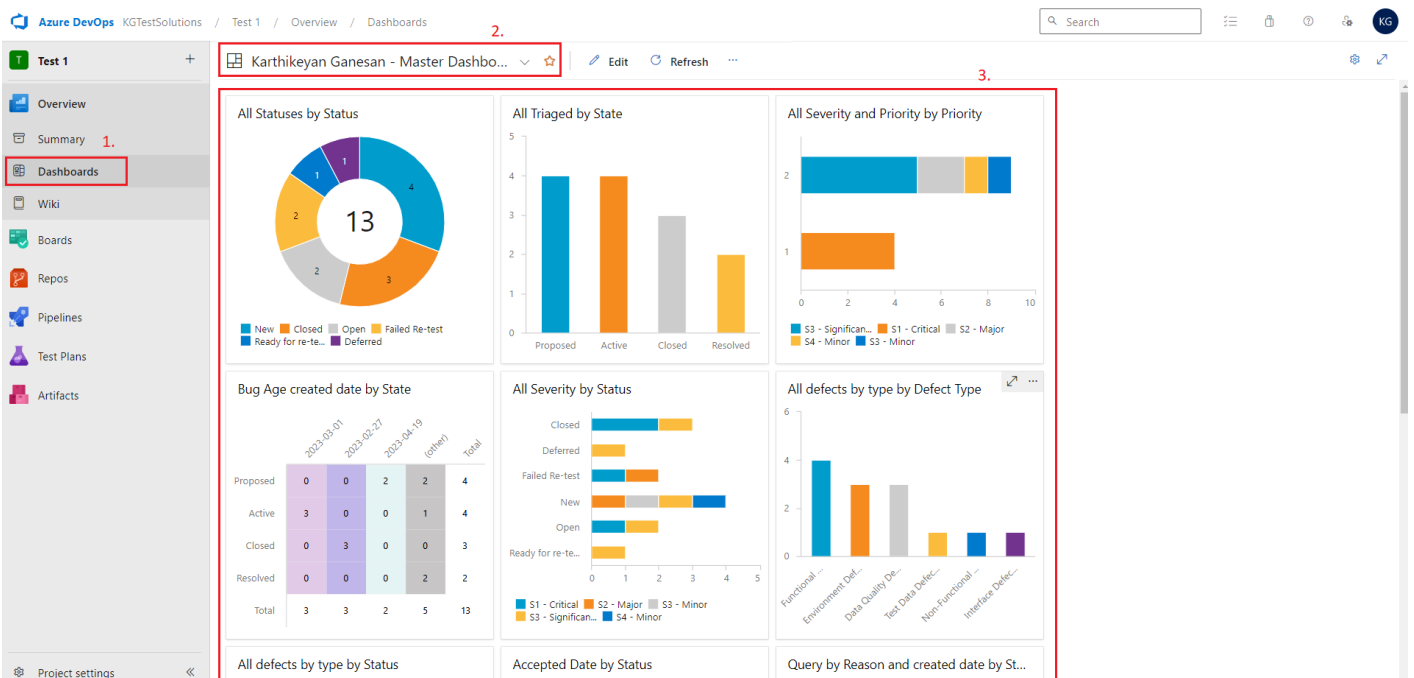 Azure DevOps KGTestSolutions / Test 1 / Overview / Dashboards
Search
KG
T Test 1 +
Overview
Summary
1.
Dashboards
Wiki
Boards
Repos
Pipelines
Test Plans
Artifacts
Project settings
2.
Karthikeyan Ganesan - Master Dashbo...
Edit
Refresh
...
3.
All Statuses by Status
1
4
1
2
13
2
3
New Closed Open Failed Re-test
Ready for re-te... Deferred
All Triaged by State
5
4
3
2
1
0
Proposed Active Closed Resolved
All Severity and Priority by Priority
2
1
0 2 4 6 8 10
S3 - Significan... S1 - Critical S2 - Major
S4 - Minor S3 - Minor
Bug Age created date by State
2023-03-01 2023-02-27 2023-04-19 (other) Total
Proposed 0 0 2 2 4
Active 3 0 0 1 4
Closed 0 3 0 0 3
Resolved 0 0 0 2 2
Total 3 3 2 5 13
All Severity by Status
Closed
Deferred
Failed Re-test
New
Open
Ready for re-te...
0 1 2 3 4 5
S1 - Critical S2 - Major S3 - Minor
S3 - Significan... S4 - Minor
All defects by type by Defect Type
...
6
4
2
0
Functional ... Environment Def... Data Quality De... Test Data Defec... Non-Functional ... Interface Defec...
All defects by type by Status
Accepted Date by Status
Query by Reason and created date by St...